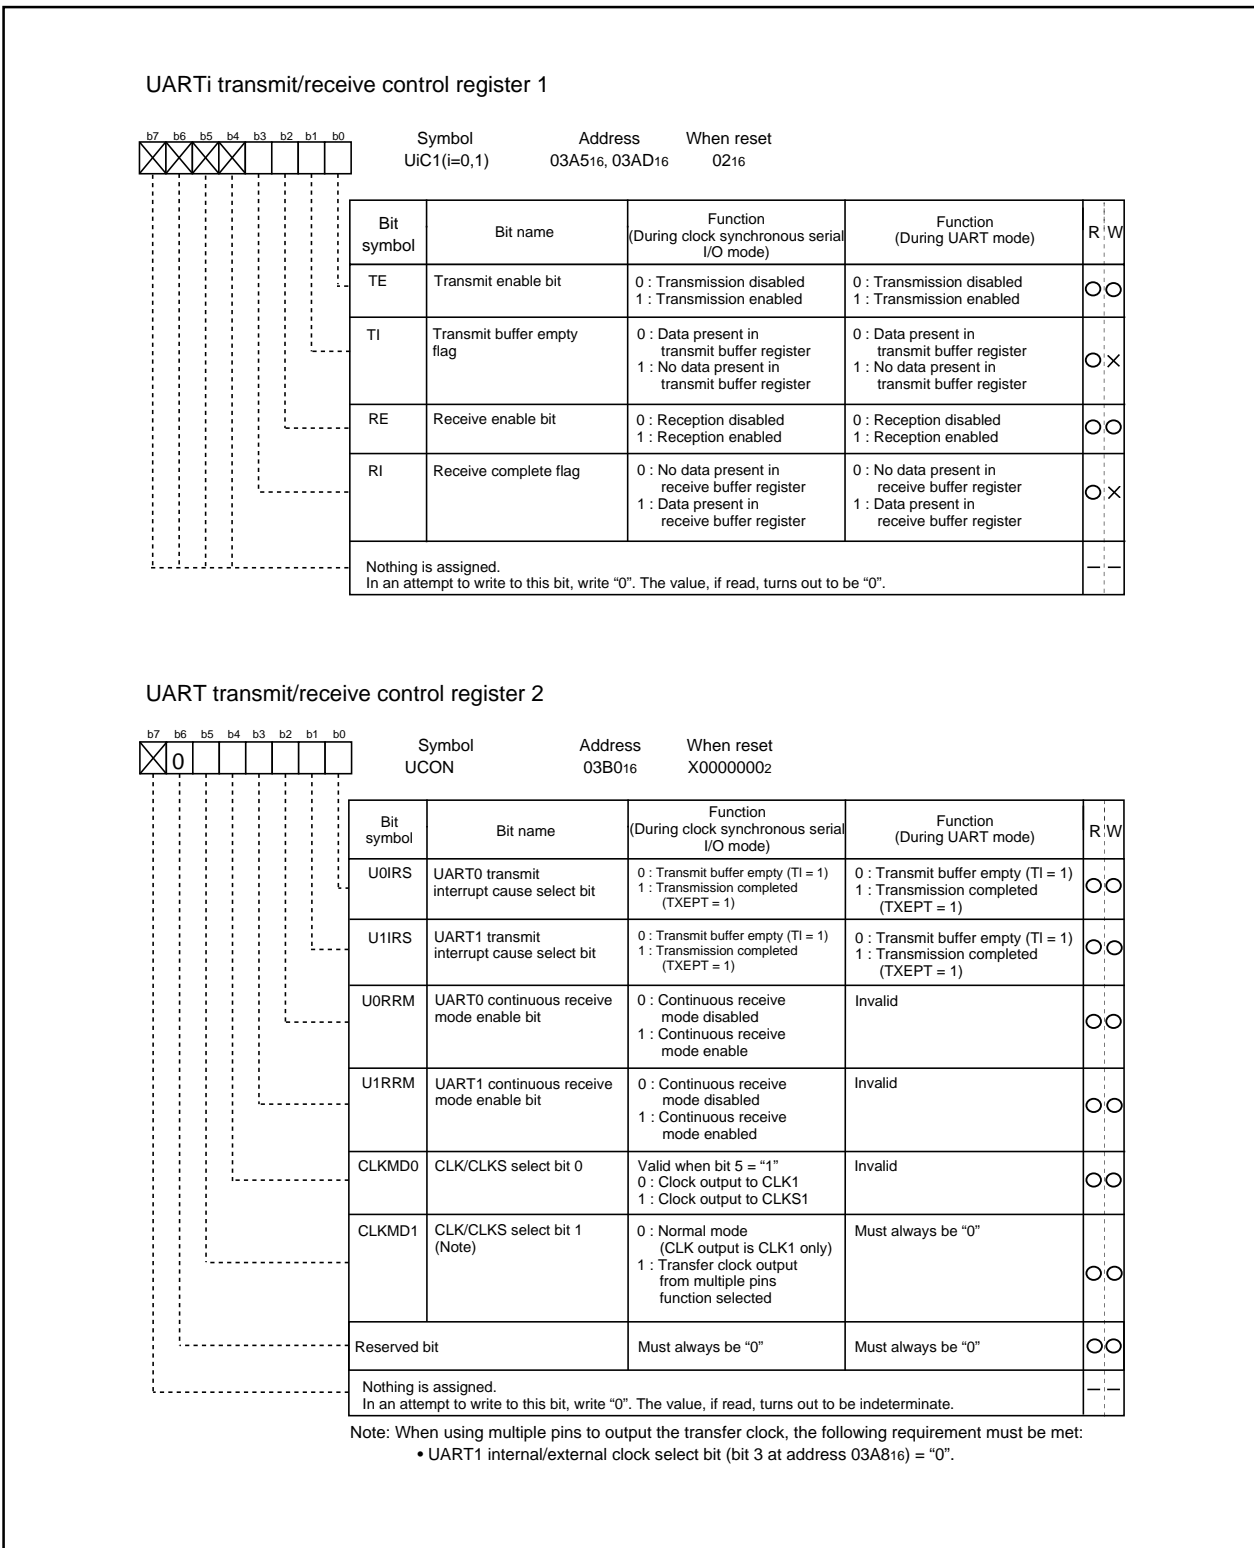 UARTi transmit/receive control register 1
b7 b6 b5 b4 b3 b2 b1 b0
Symbol Address When reset
UiC1(i=0,1) 03A516, 03AD16 0216
Bit symbol Bit name Function (During clock synchronous serial I/O mode) Function (During UART mode) R W
TE Transmit enable bit 0 : Transmission disabled 0 : Transmission disabled
1 : Transmission enabled 1 : Transmission enabled
TI Transmit buffer empty 0 : Data present in 0 : Data present in
flag transmit buffer register transmit buffer register
1 : No data present in 1 : No data present in
transmit buffer register transmit buffer register
RE Receive enable bit 0 : Reception disabled 0 : Reception disabled
1 : Reception enabled 1 : Reception enabled
RI Receive complete flag 0 : No data present in 0 : No data present in
receive buffer register receive buffer register
1 : Data present in 1 : Data present in
receive buffer register receive buffer register
Nothing is assigned.
In an attempt to write to this bit, write “0”. The value, if read, turns out to be “0”.
UART transmit/receive control register 2
b7 b6 b5 b4 b3 b2 b1 b0
0
Symbol Address When reset
UCON 03B016 X00000002
Bit symbol Bit name Function (During clock synchronous serial I/O mode) Function (During UART mode) R W
U0IRS UART0 transmit 0 : Transmit buffer empty (TI = 1) 0 : Transmit buffer empty (TI = 1)
interrupt cause select bit 1 : Transmission completed 1 : Transmission completed
(TXEPT = 1) (TXEPT = 1)
U1IRS UART1 transmit 0 : Transmit buffer empty (TI = 1) 0 : Transmit buffer empty (TI = 1)
interrupt cause select bit 1 : Transmission completed 1 : Transmission completed
(TXEPT = 1) (TXEPT = 1)
U0RRM UART0 continuous receive 0 : Continuous receive Invalid
mode enable bit mode disabled
1 : Continuous receive
mode enable
U1RRM UART1 continuous receive 0 : Continuous receive Invalid
mode enable bit mode disabled
1 : Continuous receive
mode enabled
CLKMD0 CLK/CLKS select bit 0 Valid when bit 5 = “1” Invalid
0 : Clock output to CLK1
1 : Clock output to CLKS1
CLKMD1 CLK/CLKS select bit 1 0 : Normal mode Must always be “0”
(Note) (CLK output is CLK1 only)
1 : Transfer clock output
from multiple pins
function selected
Reserved bit Must always be “0” Must always be “0”
Nothing is assigned.
In an attempt to write to this bit, write “0”. The value, if read, turns out to be indeterminate.
Note: When using multiple pins to output the transfer clock, the following requirement must be met:
• UART1 internal/external clock select bit (bit 3 at address 03A816) = “0”.